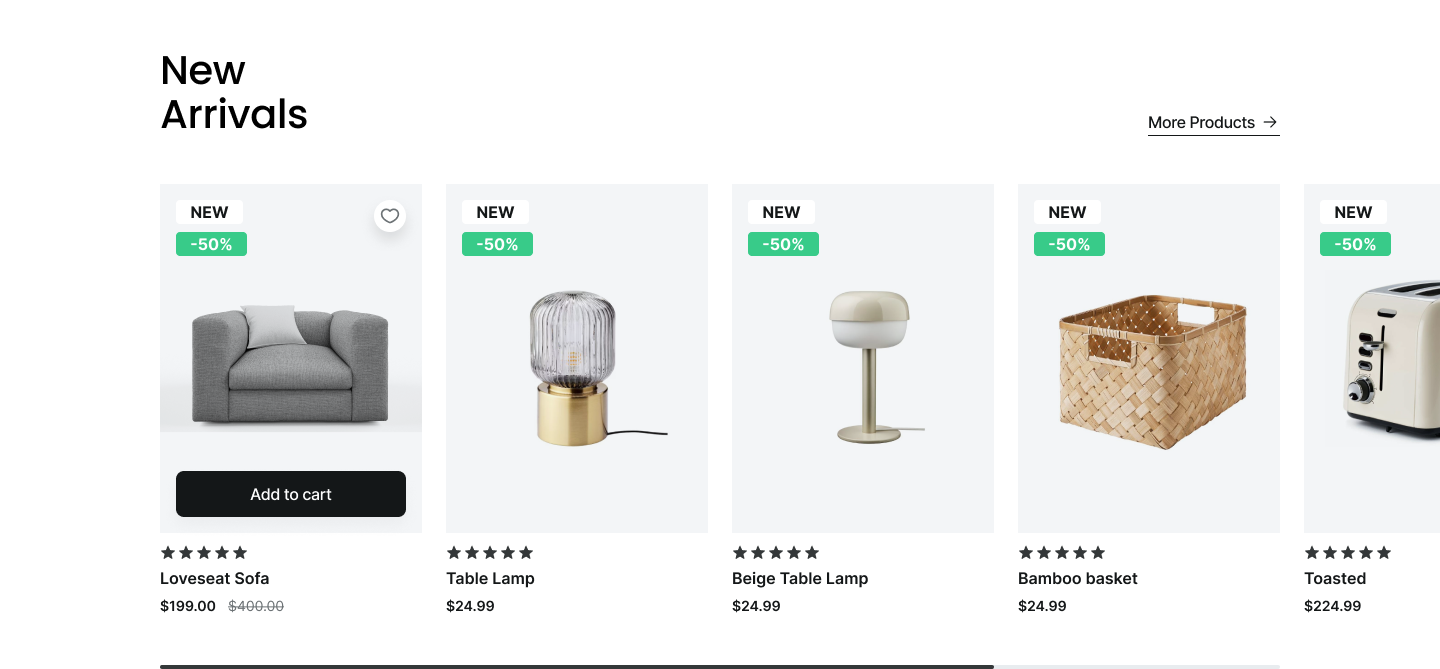 New
Arrivals
More Products →
NEW
-50%
Add to cart
★★★★★
Loveseat Sofa
$199.00 $400.00
NEW
-50%
★★★★★
Table Lamp
$24.99
NEW
-50%
★★★★★
Beige Table Lamp
$24.99
NEW
-50%
★★★★★
Bamboo basket
$24.99
NEW
-50%
★★★★★
Toasted
$224.99